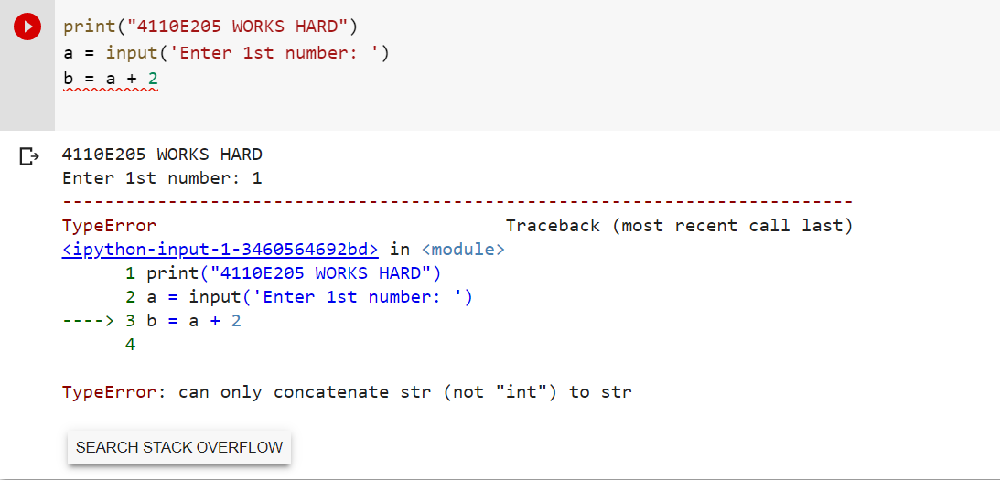 print("4110E205 WORKS HARD")
a = input('Enter 1st number: ')
b = a + 2
4110E205 WORKS HARD
Enter 1st number: 1
---------------------------------------------------------------------------
TypeError                                 Traceback (most recent call last)
<ipython-input-1-3460564692bd> in <module>
      1 print("4110E205 WORKS HARD")
      2 a = input('Enter 1st number: ')
----> 3 b = a + 2
      4
TypeError: can only concatenate str (not "int") to str
SEARCH STACK OVERFLOW